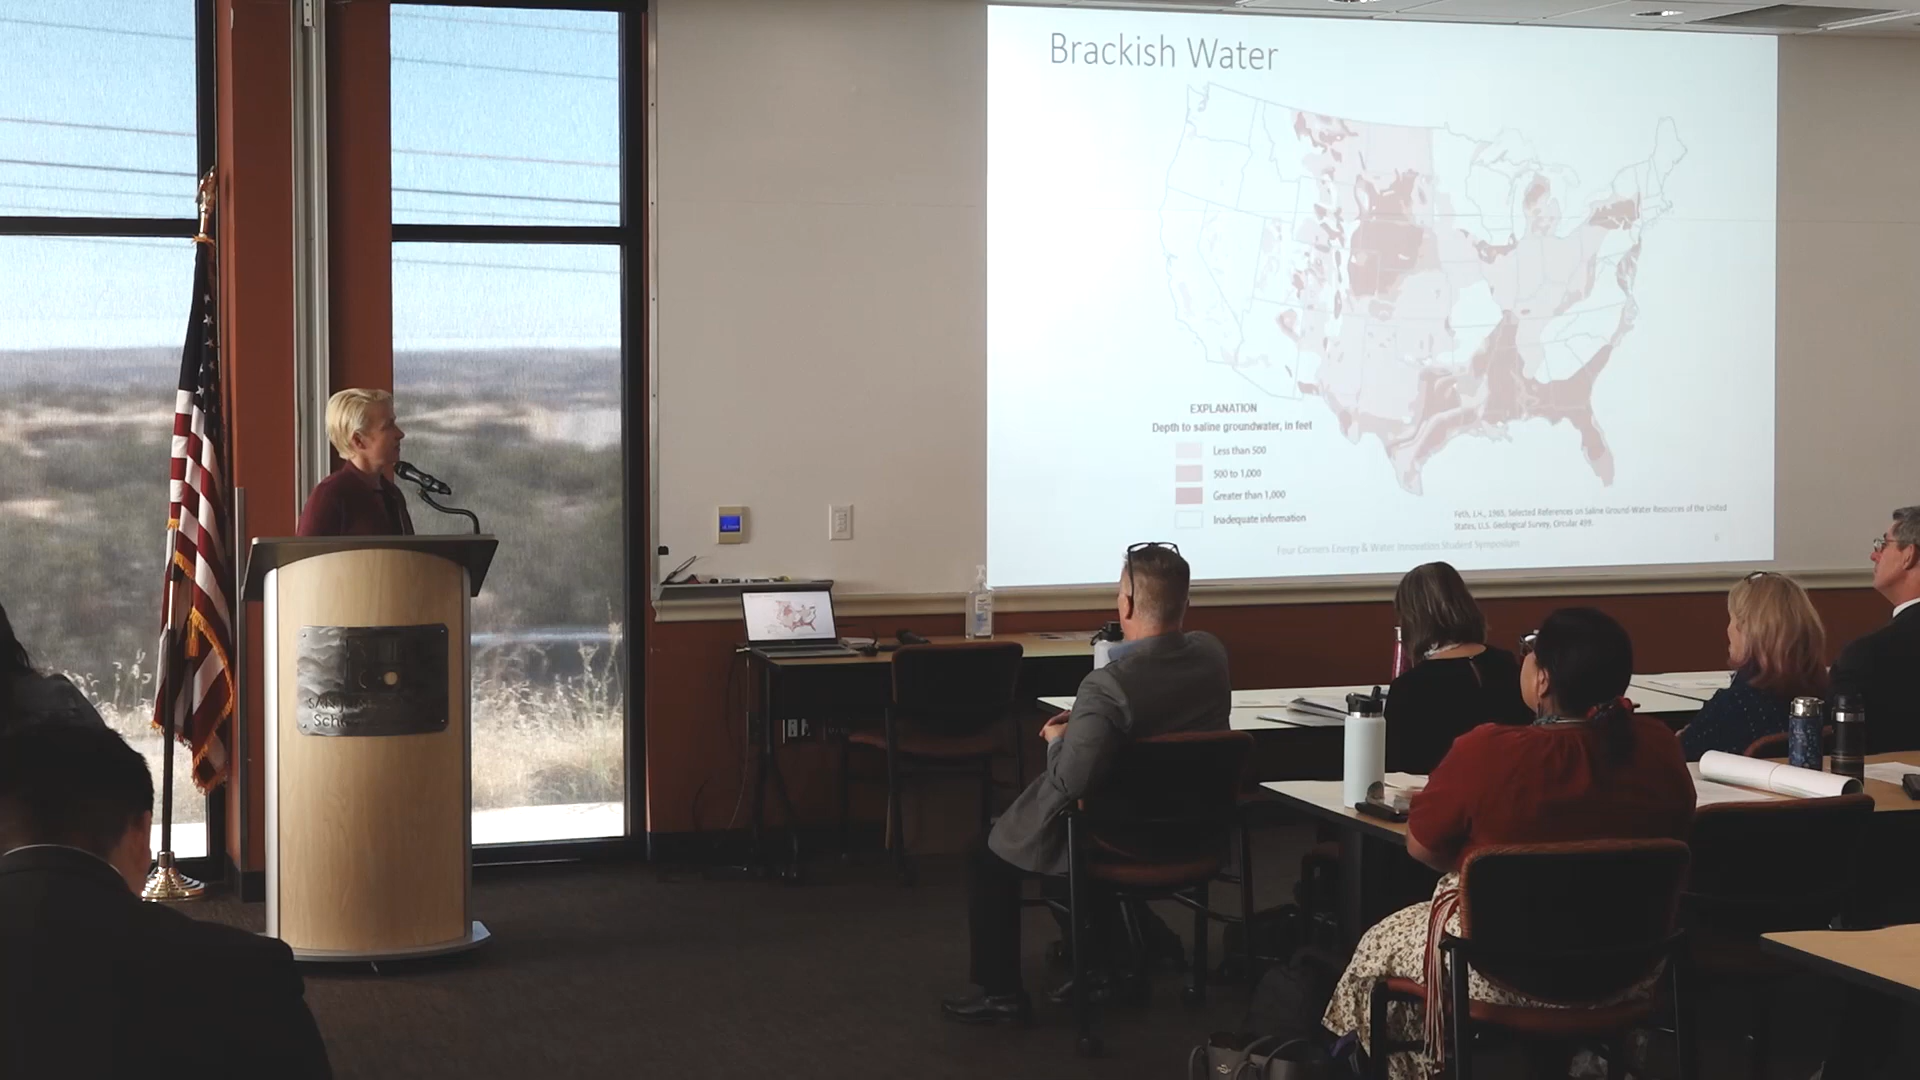 Brackish Water
EXPLANATION
Depth to saline groundwater, in feet
Less than 500
500 to 1,000
Greater than 1,000
Inadequate information
Feth, J.H., 1965, Selected References on Saline Ground-Water Resources of the United
States, U.S. Geological Survey, Circular 499.
Four Corners Energy & Water Innovation Student Symposium